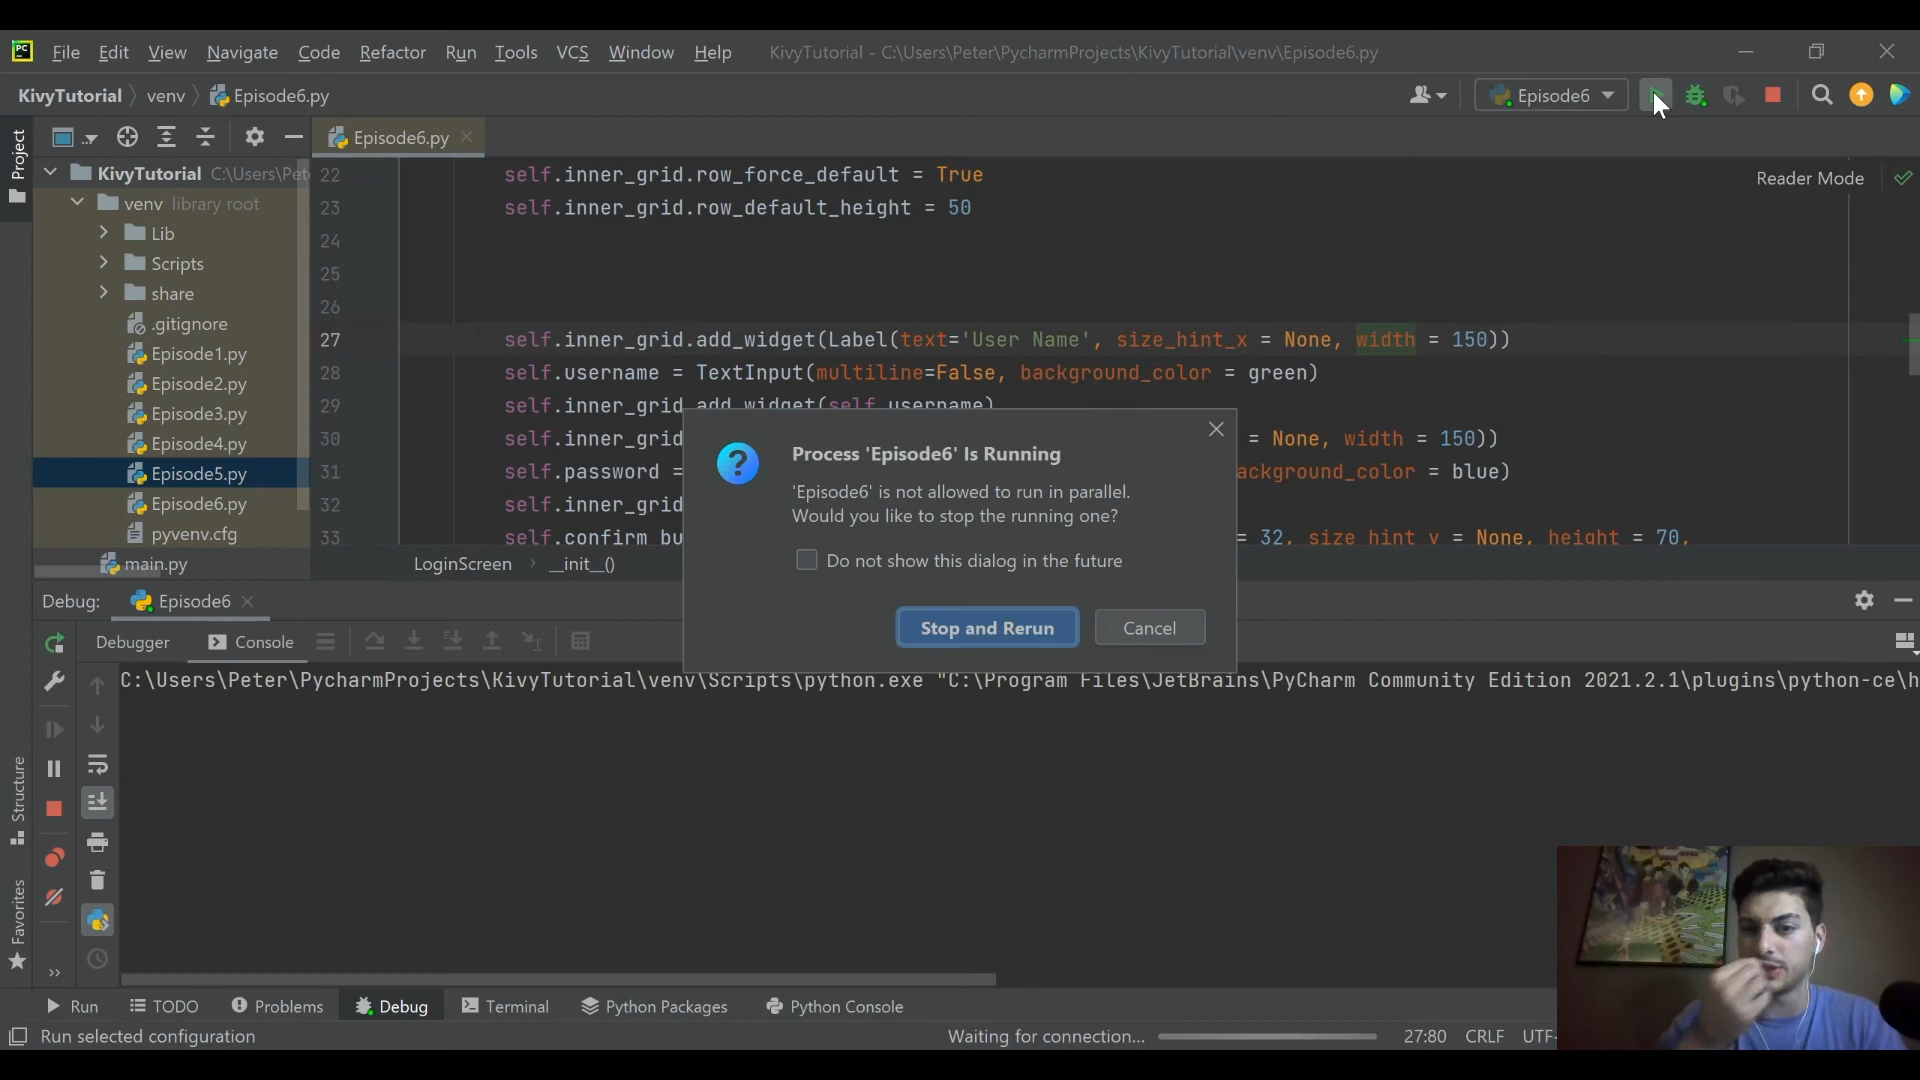 PC File Edit View Navigate Code Refactor Run Tools VCS Window Help KivyTutorial - C:\Users\Peter\PycharmProjects\KivyTutorial\venv\Episode6.py
KivyTutorial venv Episode6.py Episode6
Project
Episode6.py
KivyTutorial C:\Users\Pet
venv library root
Lib
Scripts
share
.gitignore
Episode1.py
Episode2.py
Episode3.py
Episode4.py
Episode5.py
Episode6.py
pyvenv.cfg
main.py
Reader Mode
22 self.inner_grid.row_force_default = True
23 self.inner_grid.row_default_height = 50
24
25
26
27 self.inner_grid.add_widget(Label(text='User Name', size_hint_x = None, width = 150))
28 self.username = TextInput(multiline=False, background_color = green)
29 self.inner_grid.add_widget(self.username)
30 self.inner_grid = None, width = 150))
31 self.password = ackground_color = blue)
32 self.inner_grid
33 self.confirm_bu = 32, size_hint_y = None, height = 70,
LoginScreen __init__()
Process 'Episode6' Is Running
'Episode6' is not allowed to run in parallel.
Would you like to stop the running one?
Do not show this dialog in the future
Stop and Rerun Cancel
Debug: Episode6
Debugger Console
C:\Users\Peter\PycharmProjects\KivyTutorial\venv\Scripts\python.exe "C:\Program Files\JetBrains\PyCharm Community Edition 2021.2.1\plugins\python-ce\h
Structure
Favorites
Run TODO Problems Debug Terminal Python Packages Python Console
Run selected configuration Waiting for connection... 27:80 CRLF UTF-